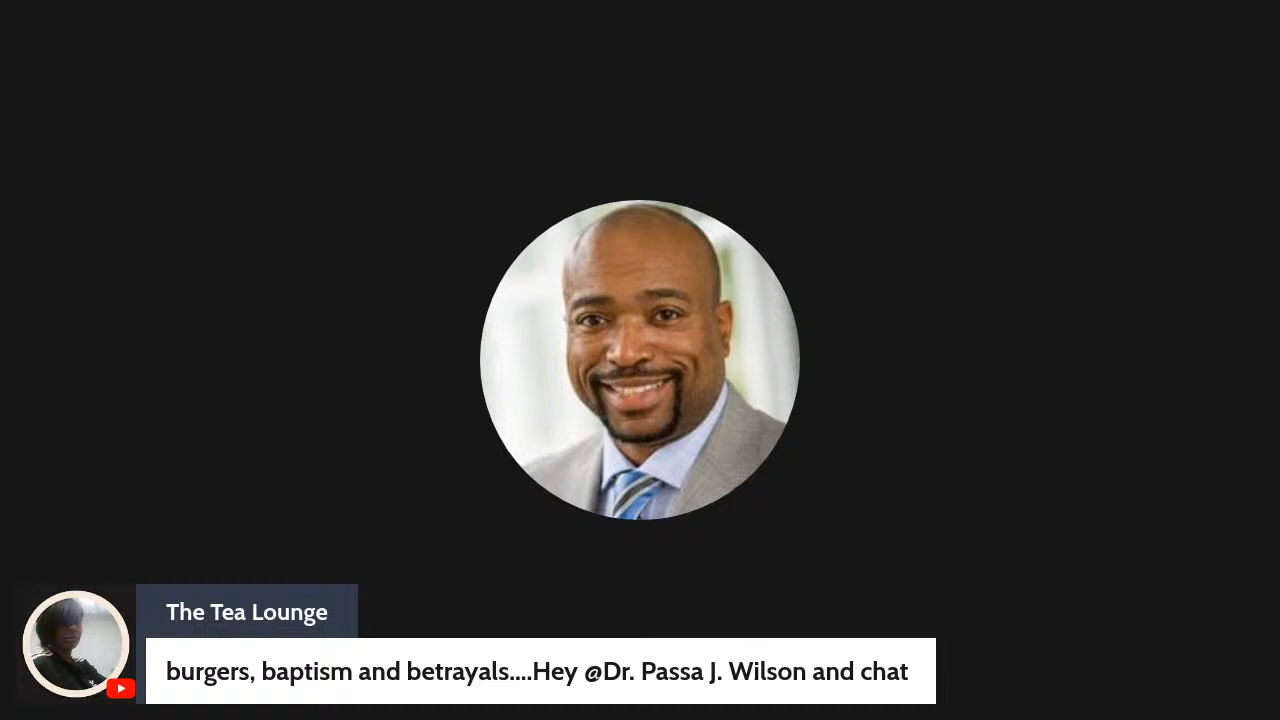 The Tea Lounge
burgers, baptism and betrayals....Hey @Dr. Passa J. Wilson and chat